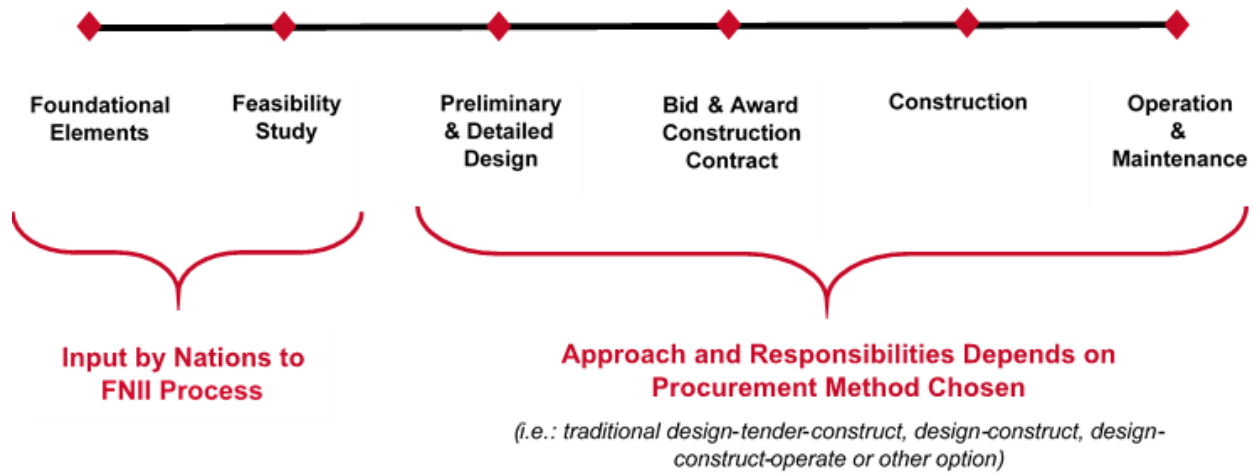 Foundational
Elements
Feasibility
Study
Preliminary
& Detailed
Design
Bid & Award
Construction
Contract
Construction
Operation
&
Maintenance
Input by Nations to
FNII Process
Approach and Responsibilities Depends on
Procurement Method Chosen
(i.e.: traditional design-tender-construct, design-construct, design-
construct-operate or other option)